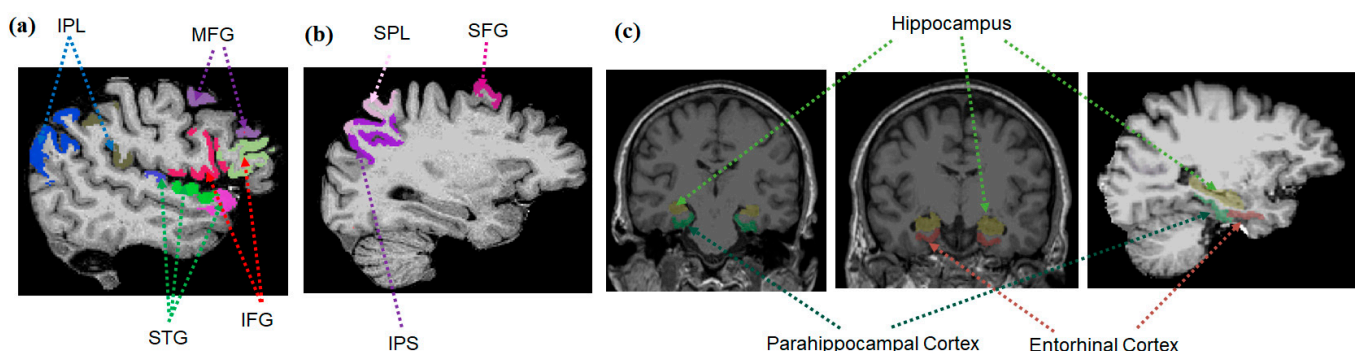 (a)
IPL
MFG
STG
IFG
(b)
SPL
SFG
IPS
(c)
Hippocampus
Parahippocampal Cortex
Entorhinal Cortex